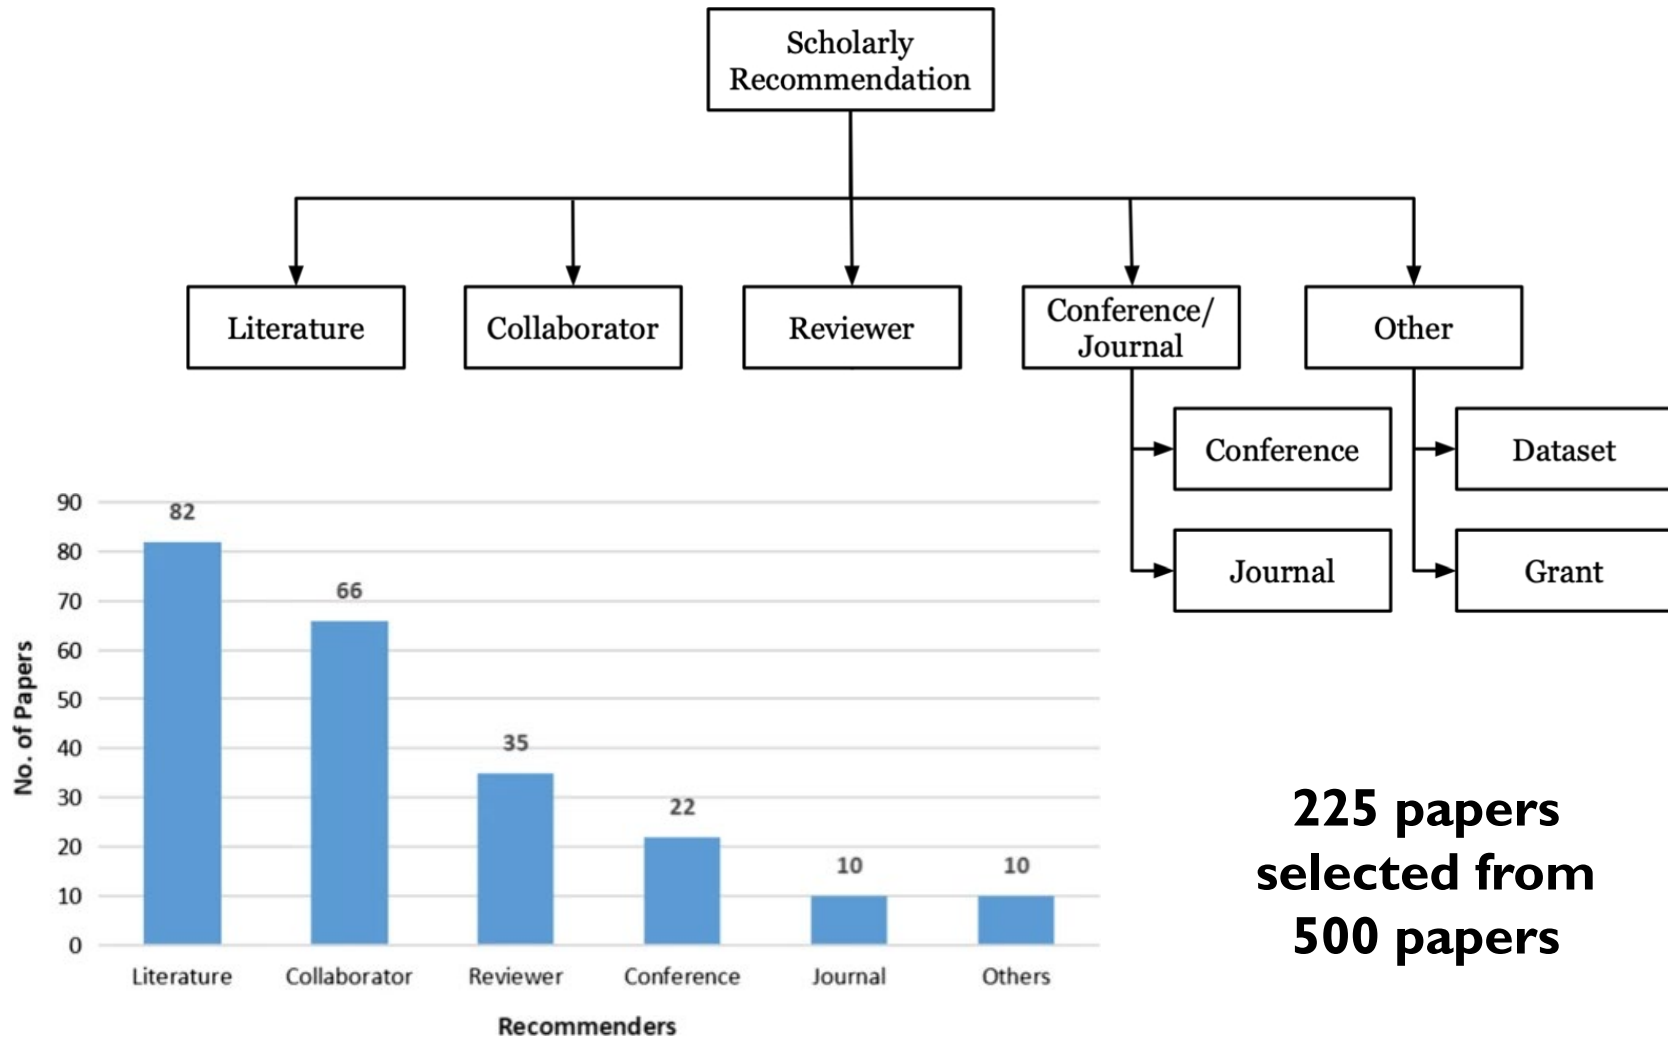 Scholarly
Recommendation
Literature
Collaborator
Reviewer
Conference/
Journal
Other
Conference
Dataset
Journal
Grant
No. of Papers
90
80
70
60
50
40
30
20
10
0
82
66
35
22
10
10
Literature
Collaborator
Reviewer
Conference
Journal
Others
Recommenders
225 papers
selected from
500 papers